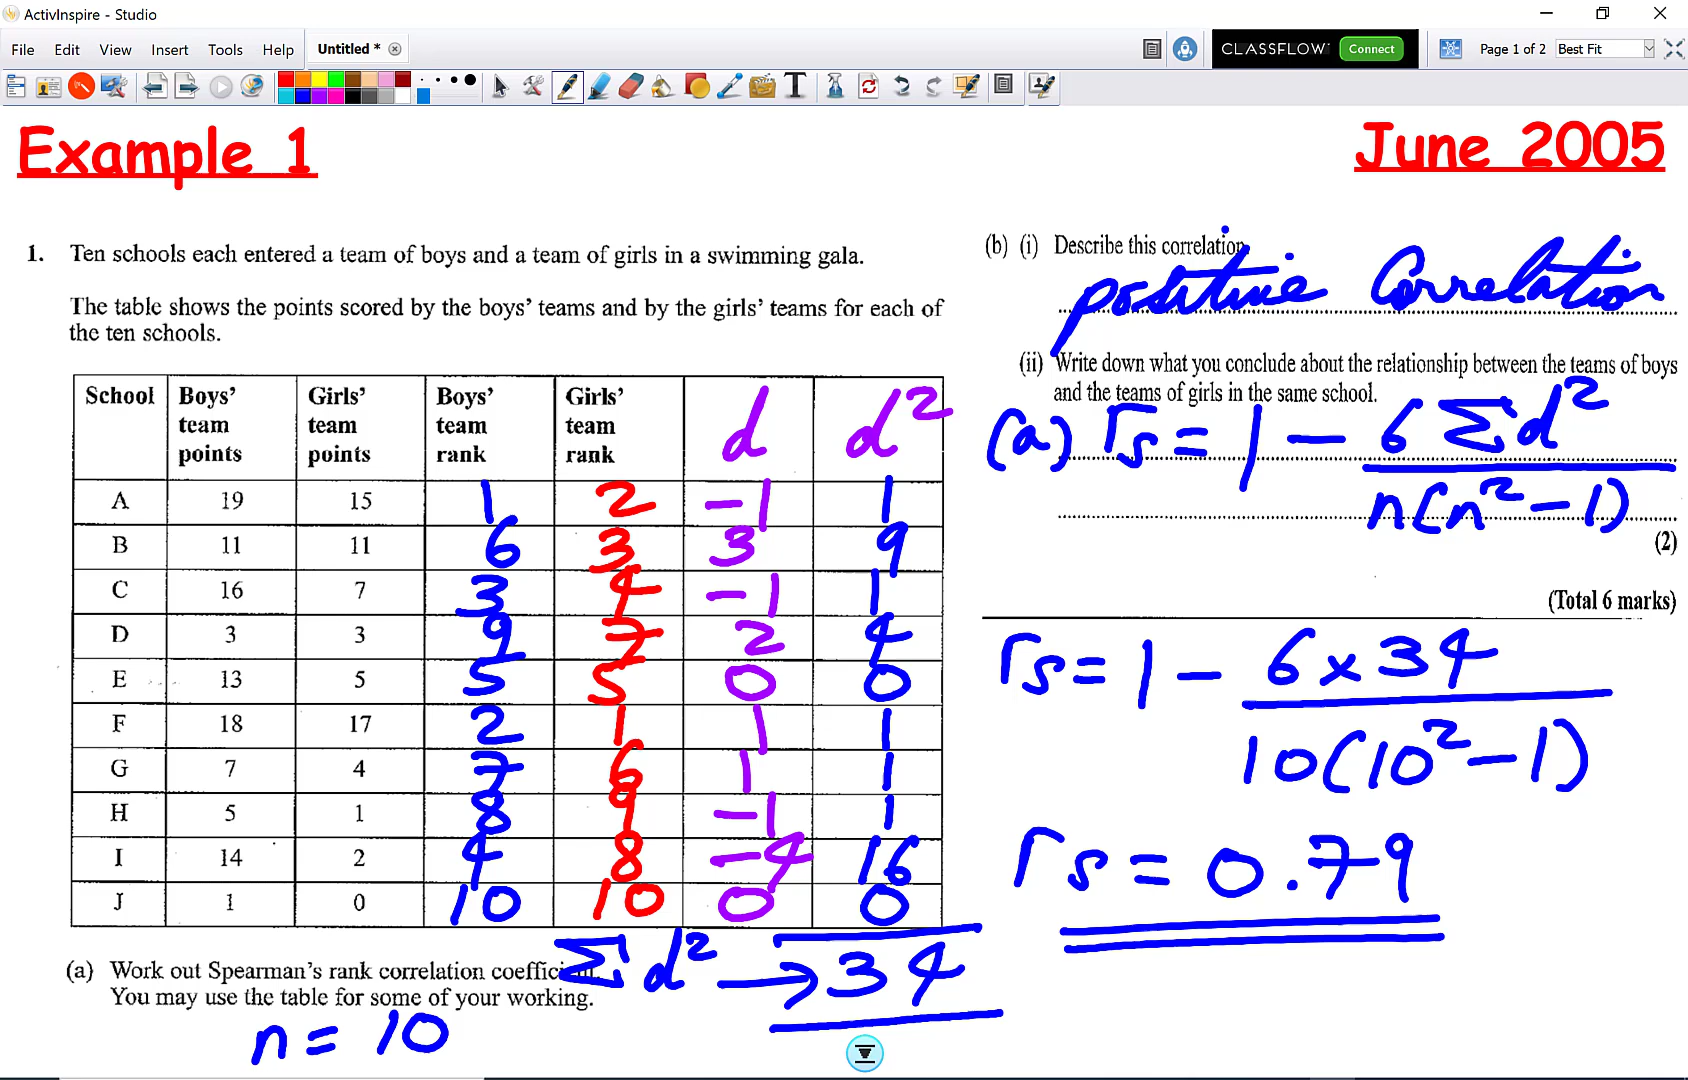 ActivInspire - Studio
File Edit View Insert Tools Help Untitled * CLASSFLOW Connect Page 1 of 2 Best Fit
Example 1
June 2005
1. Ten schools each entered a team of boys and a team of girls in a swimming gala.
The table shows the points scored by the boys' teams and by the girls' teams for each of
the ten schools.
School Boys' team points Girls' team points Boys' team rank Girls' team rank d d²
A 19 15 1 2 -1 1
B 11 11 6 3 3 9
C 16 7 3 4 -1 1
D 3 3 9 7 2 4
E 13 5 5 5 0 0
F 18 17 2 1 1 1
G 7 4 7 6 1 1
H 5 1 8 9 -1 1
I 14 2 4 8 -4 16
J 1 0 10 10 0 0
Σd² → 34
(a) Work out Spearman's rank correlation coefficient.
You may use the table for some of your working.
n = 10
(b) (i) Describe this correlation
positive Correlation
(ii) Write down what you conclude about the relationship between the teams of boys
and the teams of girls in the same school.
(a) rs = 1 - 6Σd² / n(n² - 1)
(2)
(Total 6 marks)
rs = 1 - 6 x 34 / 10(10² - 1)
rs = 0.79